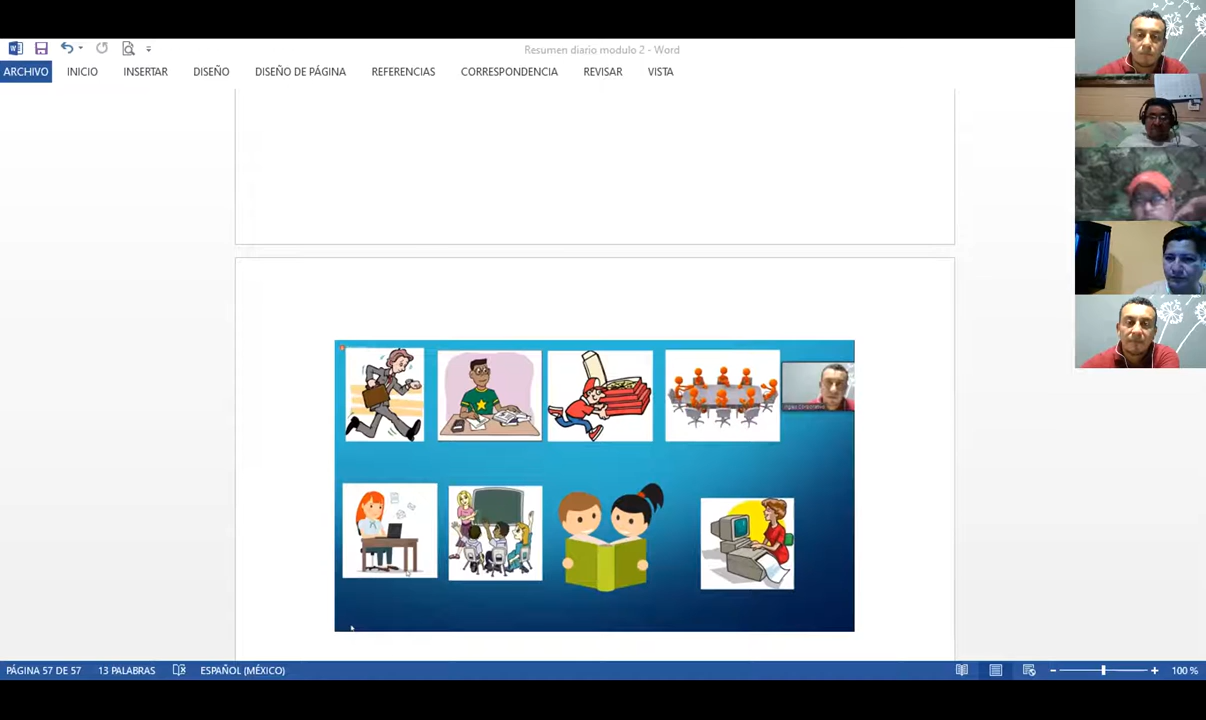 Resumen diario modulo 2 - Word
ARCHIVO INICIO INSERTAR DISEÑO DISEÑO DE PÁGINA REFERENCIAS CORRESPONDENCIA REVISAR VISTA
PÁGINA 57 DE 57 13 PALABRAS ESPAÑOL (MÉXICO) 100 %